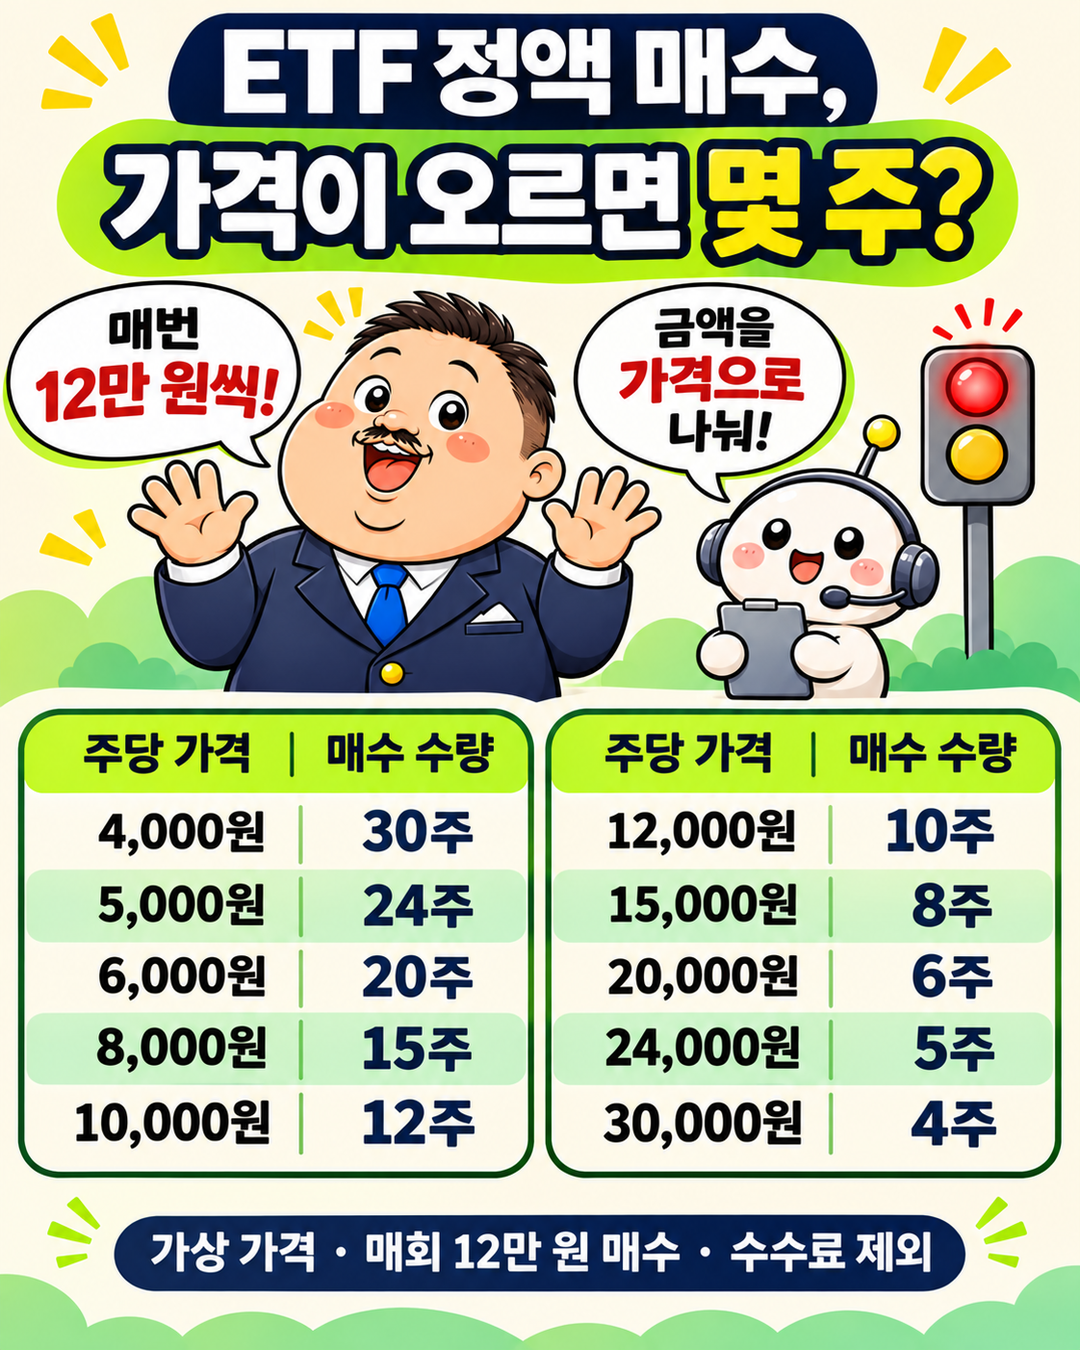 ETF 정액 매수,
가격이 오르면 몇 주?
매번
12만 원씩!
금액을
가격으로
나눠!
주당 가격 | 매수 수량
4,000원 30주
5,000원 24주
6,000원 20주
8,000원 15주
10,000원 12주
주당 가격 | 매수 수량
12,000원 10주
15,000원 8주
20,000원 6주
24,000원 5주
30,000원 4주
가상 가격 · 매회 12만 원 매수 · 수수료 제외